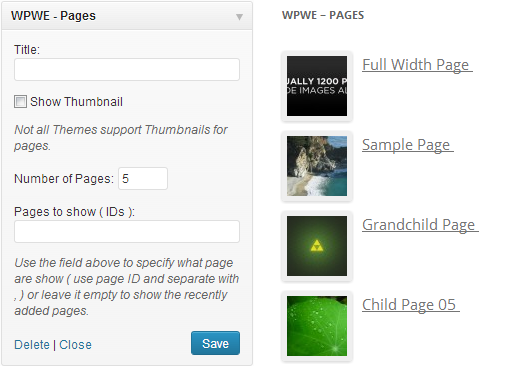 WPWE - Pages
Title:
Show Thumbnail
Not all Themes support Thumbnails for
pages.
Number of Pages: 5
Pages to show ( IDs ):
Use the field above to specify what page
are show ( use page ID and separate with
, ) or leave it empty to show the recently
added pages.
Delete | Close
Save
WPWE – PAGES
UALLY 1200 P
DE IMAGES AL
Full Width Page
Sample Page
Grandchild Page
Child Page 05